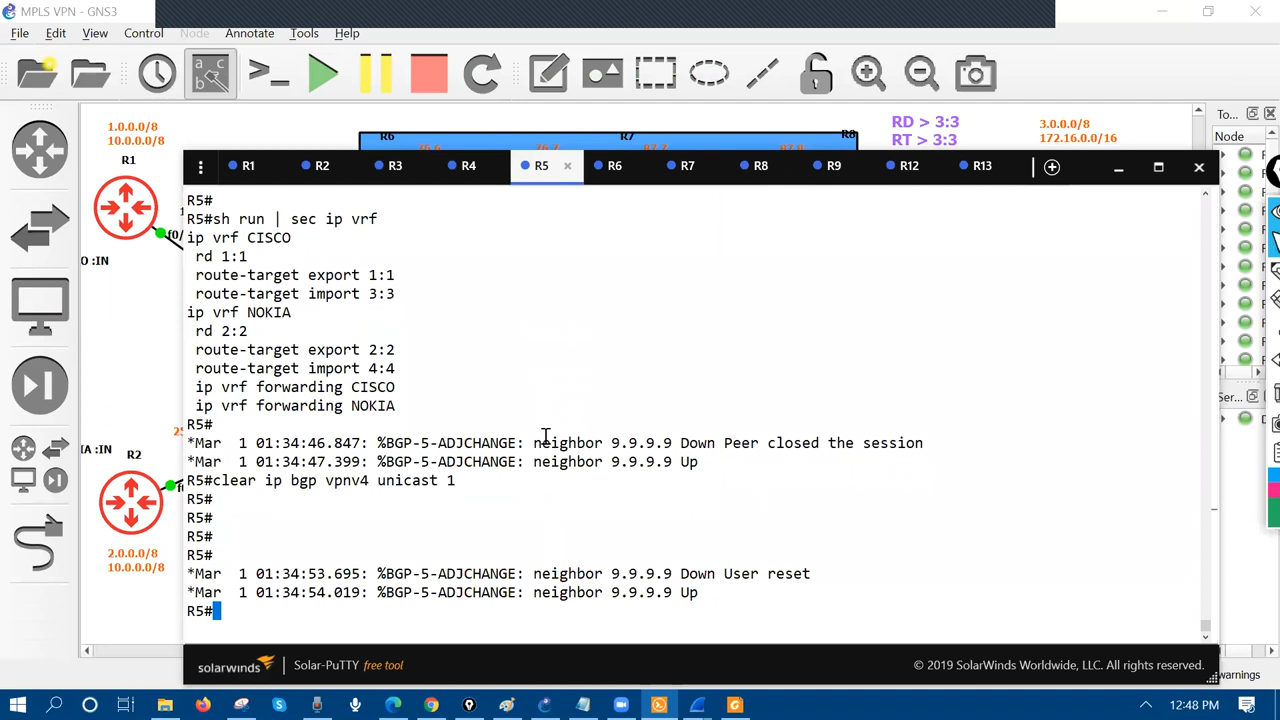 MPLS VPN - GNS3
File Edit View Control Node Annotate Tools Help
1.0.0.0/8
10.0.0.0/8
R1
R6
R7
R8
RD > 3:3
RT > 3:3
3.0.0.0/8
172.16.0.0/16
To...
Node
R1 R2 R3 R4 R5 × R6 R7 R8 R9 R12 R13
f0/
O :IN
R5#
R5#sh run | sec ip vrf
ip vrf CISCO
rd 1:1
route-target export 1:1
route-target import 3:3
ip vrf NOKIA
rd 2:2
route-target export 2:2
route-target import 4:4
ip vrf forwarding CISCO
ip vrf forwarding NOKIA
R5#
*Mar  1 01:34:46.847: %BGP-5-ADJCHANGE: neighbor 9.9.9.9 Down Peer closed the session
*Mar  1 01:34:47.399: %BGP-5-ADJCHANGE: neighbor 9.9.9.9 Up
R5#clear ip bgp vpnv4 unicast 1
R5#
R5#
R5#
R5#
*Mar  1 01:34:53.695: %BGP-5-ADJCHANGE: neighbor 9.9.9.9 Down User reset
*Mar  1 01:34:54.019: %BGP-5-ADJCHANGE: neighbor 9.9.9.9 Up
R5#
Ser...
IA :IN
R2
2.0.0.0/8
10.0.0.0/8
warnings
solarwinds Solar-PuTTY free tool
© 2019 SolarWinds Worldwide, LLC. All rights reserved.
12:48 PM